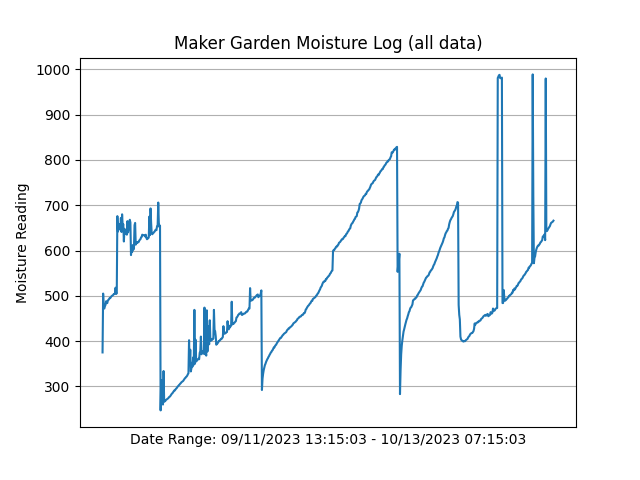 Maker Garden Moisture Log (all data)
1000
900
800
700
600
500
400
300
Moisture Reading
Date Range: 09/11/2023 13:15:03 - 10/13/2023 07:15:03